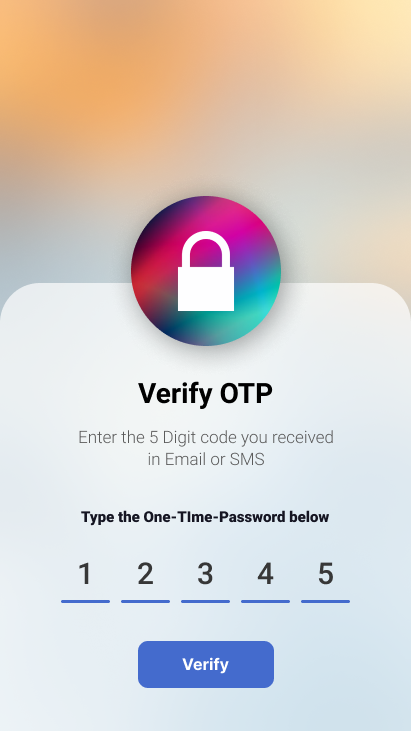 Verify OTP
Enter the 5 Digit code you received
in Email or SMS
Type the One-TIme-Password below
1 2 3 4 5
Verify